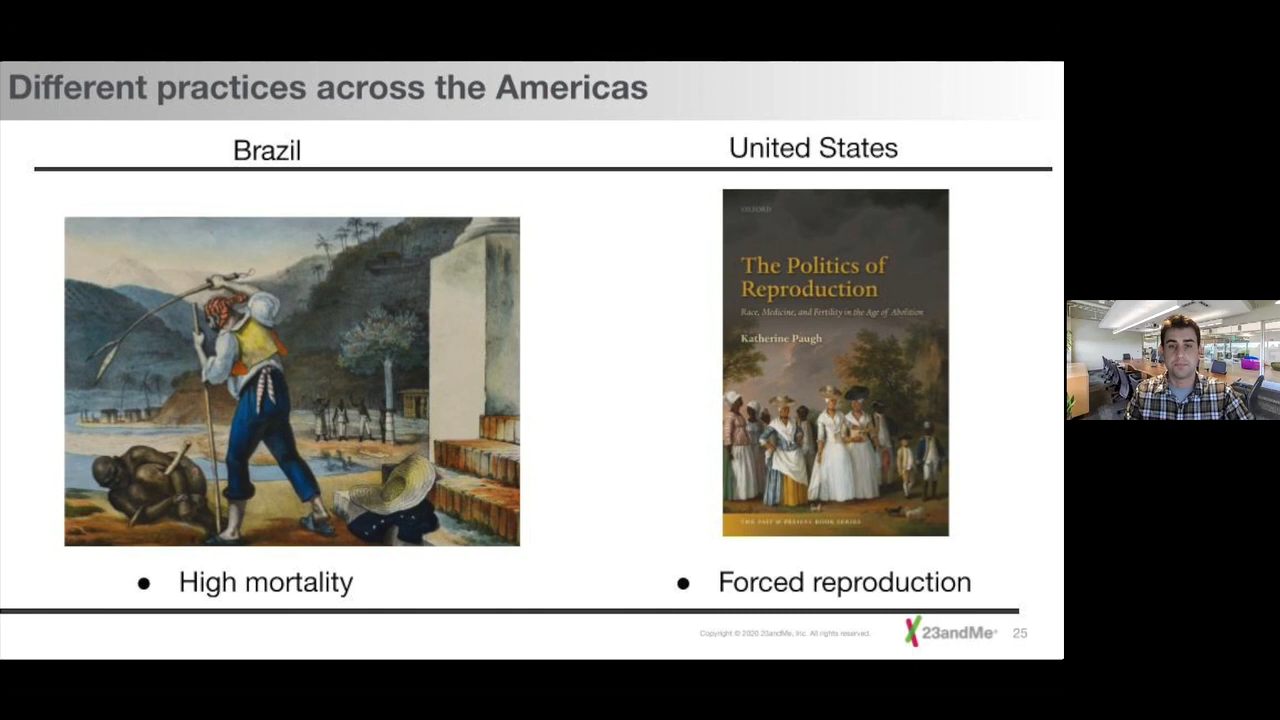 Different practices across the Americas
Brazil
United States
OXFORD
The Politics of
Reproduction
Race, Medicine, and Fertility in the Age of Abolition
Katherine Paugh
THE PAST & PRESENT BOOK SERIES
● High mortality
● Forced reproduction
Copyright © 2020 23andMe, Inc. All rights reserved.
23andMe®
25